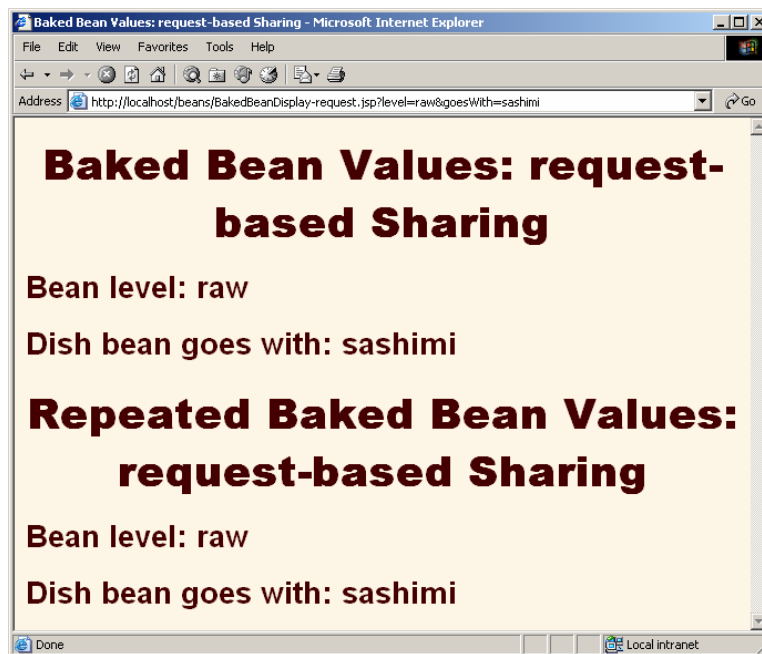 Baked Bean Values: request-based Sharing - Microsoft Internet Explorer
File Edit View Favorites Tools Help
Address http://localhost/beans/BakedBeanDisplay-request.jsp?level=raw&goesWith=sashimi Go
Baked Bean Values: request-
based Sharing
Bean level: raw
Dish bean goes with: sashimi
Repeated Baked Bean Values:
request-based Sharing
Bean level: raw
Dish bean goes with: sashimi
Done Local intranet